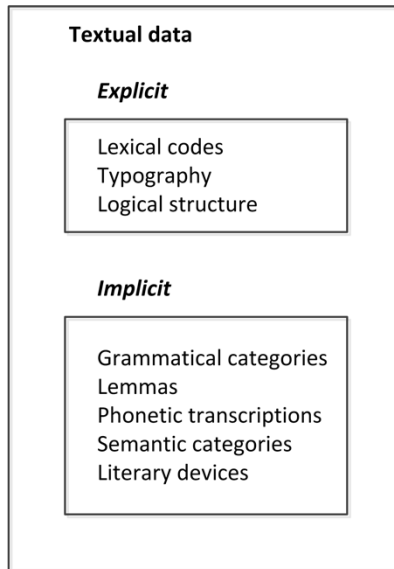 Textual data
Explicit
Lexical codes
Typography
Logical structure
Implicit
Grammatical categories
Lemmas
Phonetic transcriptions
Semantic categories
Literary devices